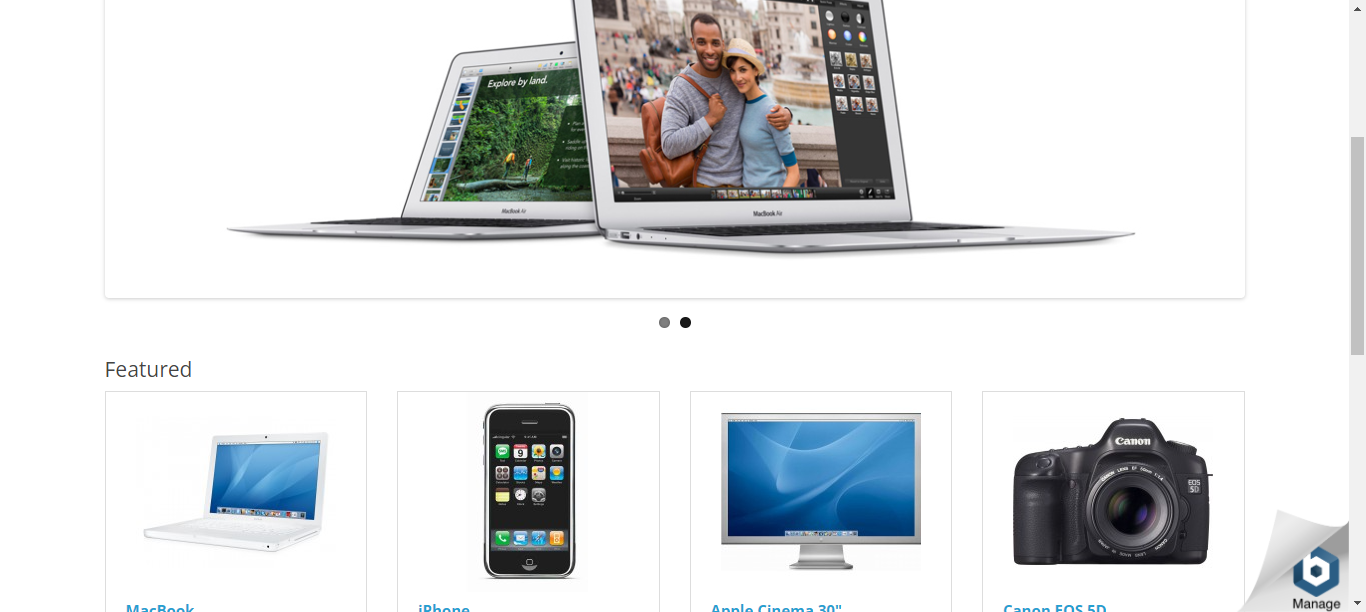 Explore by land.
MacBook Air
MacBook Air
Featured
Canon
EOS
5D
MacBook
iPhone
Apple Cinema 30"
Canon EOS 5D
Manage